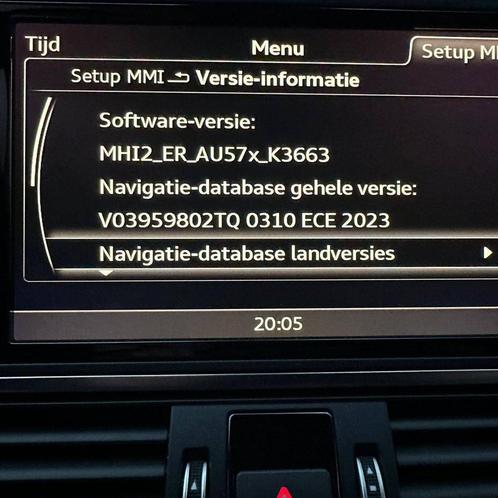 Tijd
Menu
Setup MM
Setup MMI Versie-informatie
Software-versie:
MHI2_ER_AU57x_K3663
Navigatie-database gehele versie:
V03959802TQ 0310 ECE 2023
Navigatie-database landversies
20:05